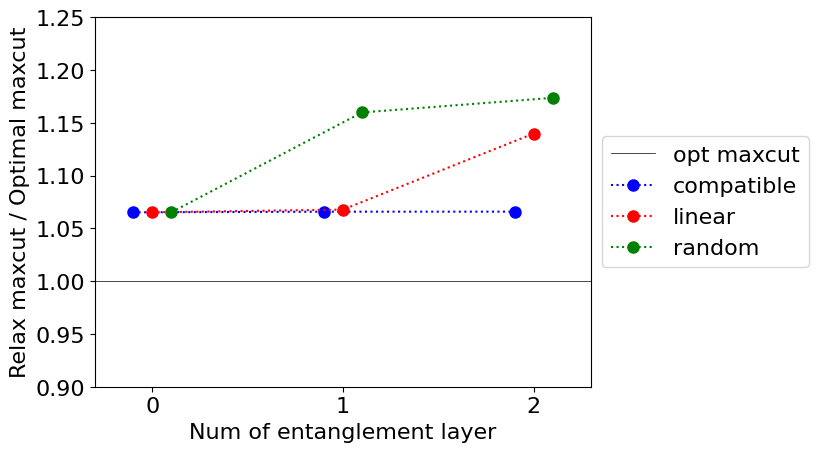 Relax maxcut / Optimal maxcut
1.25
1.20
1.15
1.10
1.05
1.00
0.95
0.90
0 1 2
Num of entanglement layer
opt maxcut
compatible
linear
random